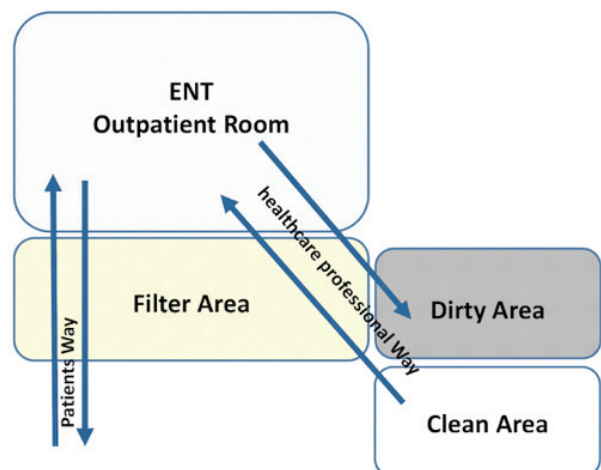 ENT
Outpatient Room
healthcare professional Way
Filter Area
Dirty Area
Patients Way
Clean Area